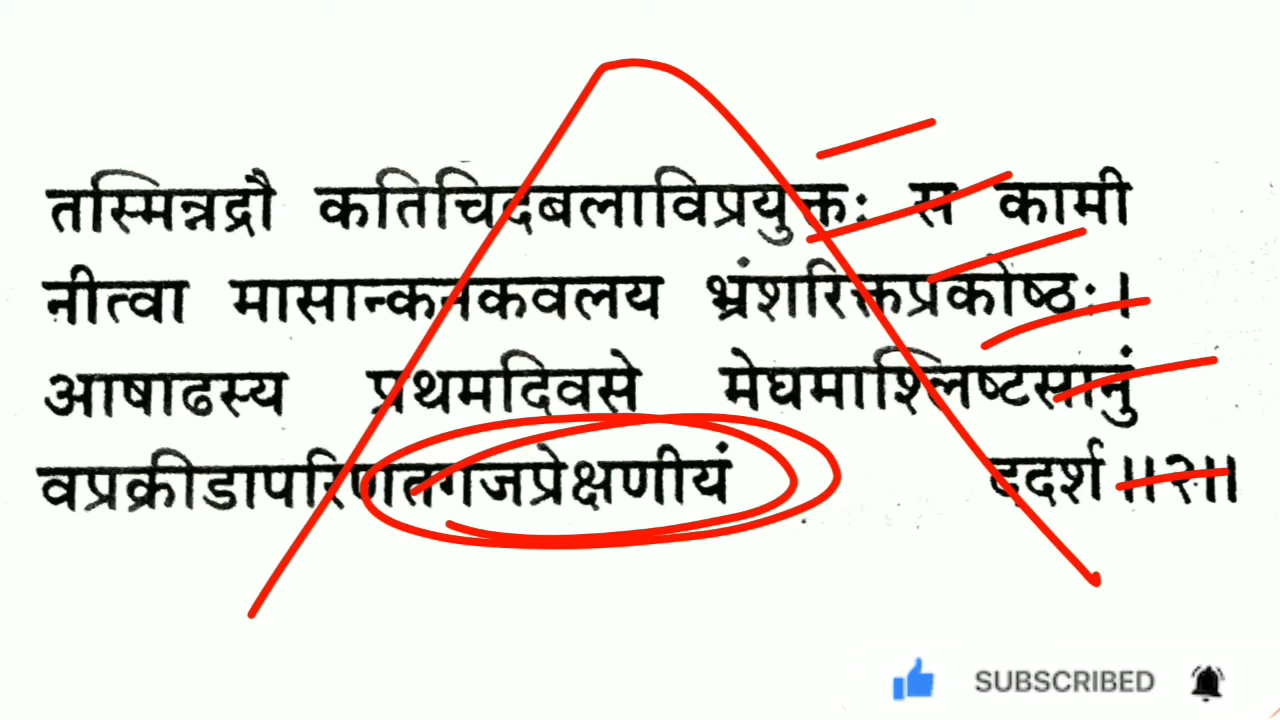 तस्मिन्नद्रौ कतिचिदबलाविप्रयुक्तः स कामी
नीत्वा मासान्कनकवलय भ्रंशरिक्तप्रकोष्ठः।
आषाढस्य प्रथमदिवसे मेघमाश्लिष्टसानुं
वप्रक्रीडापरिणतगजप्रेक्षणीयं ददर्श॥२॥
SUBSCRIBED